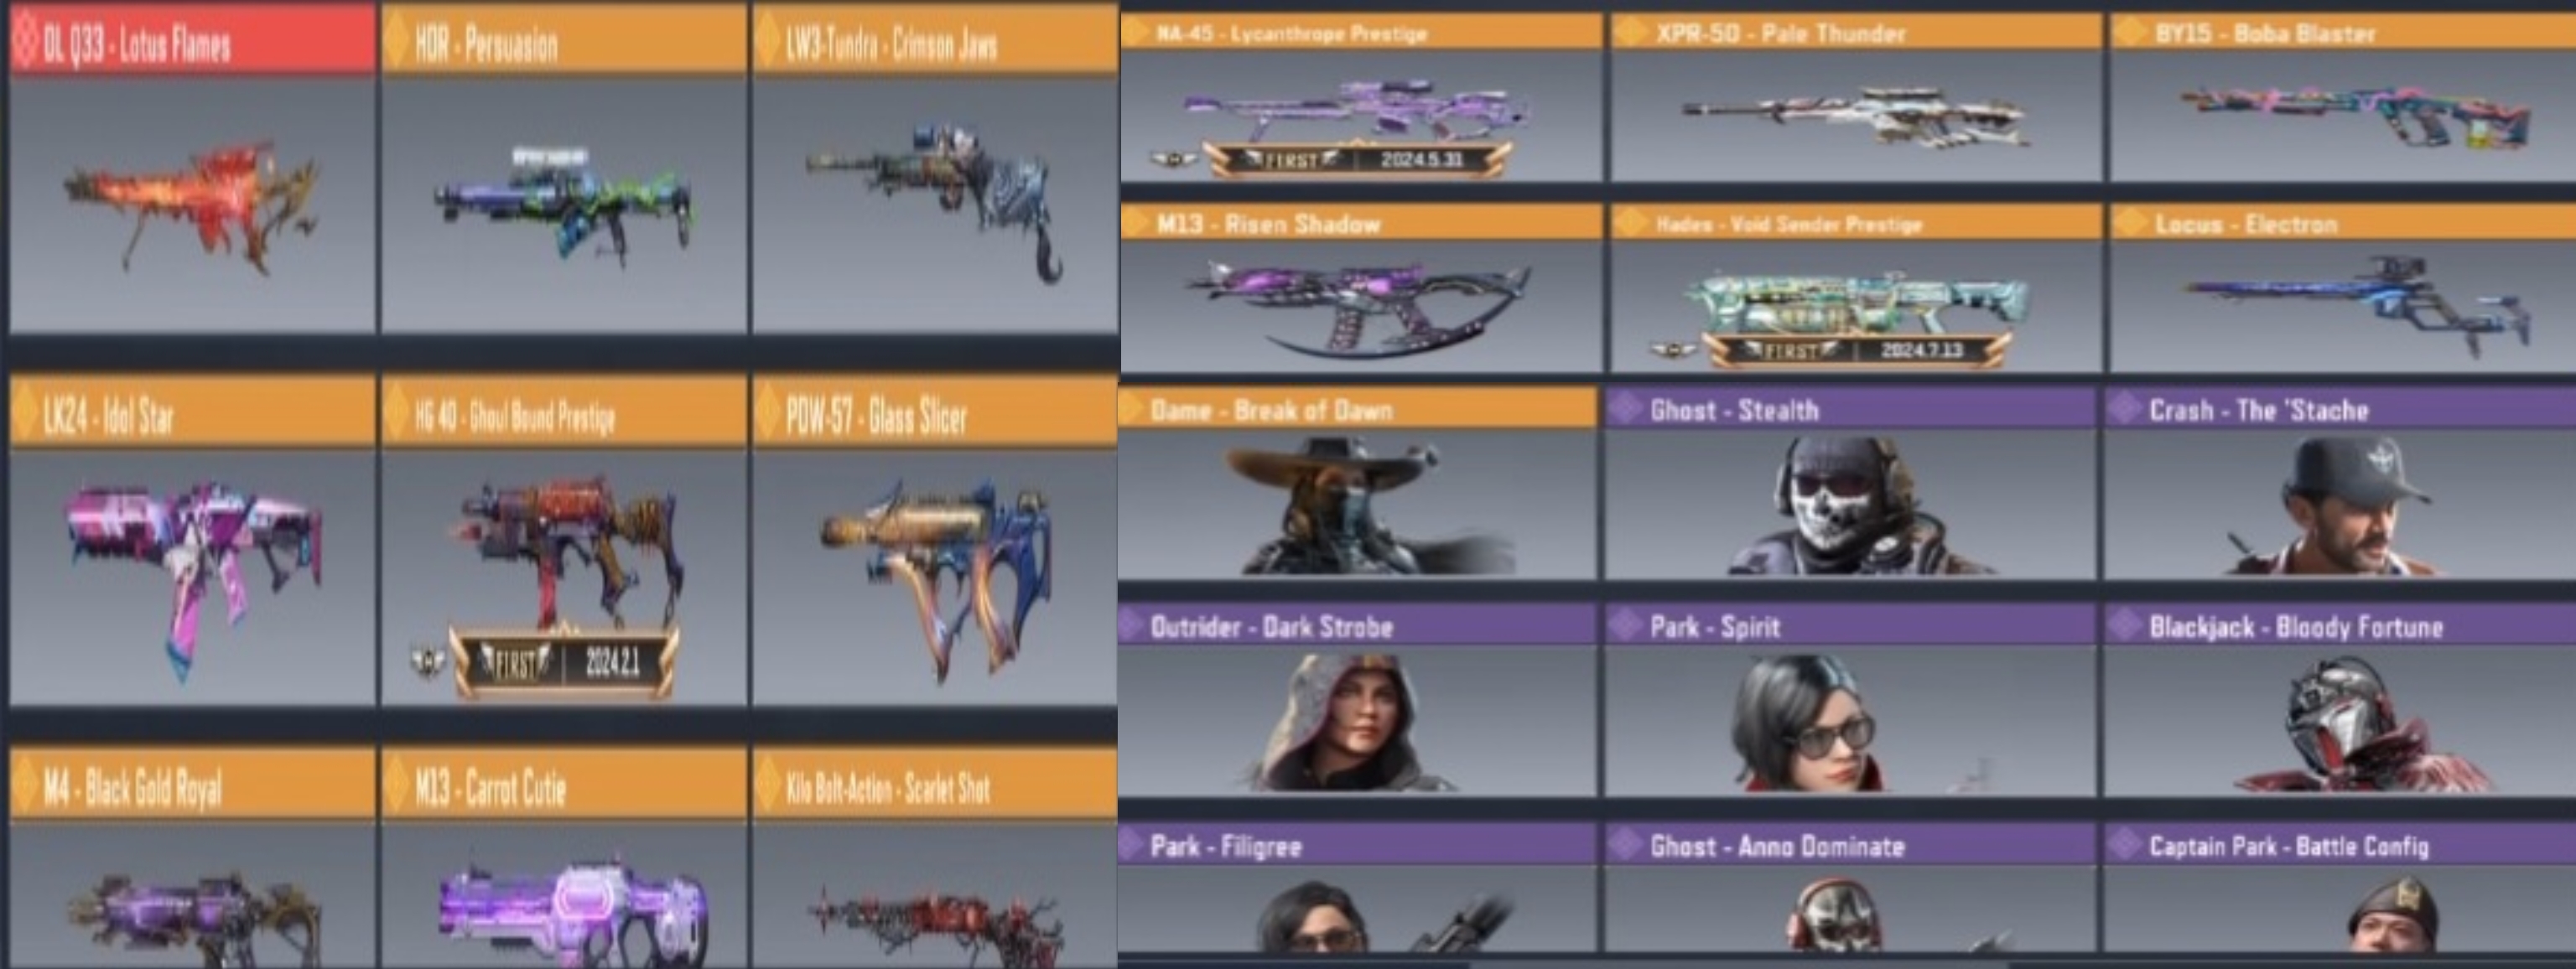 DL Q33 - Lotus Flames
HDR - Persuasion
LW3-Tundra - Crimson Jaws
LK24 - Idol Star
HG 40 - Ghoul Bound Prestige
FIRST | 2024.2.1
PDW-57 - Glass Slicer
M4 - Black Gold Royal
M13 - Carrot Cutie
Kilo Bolt-Action - Scarlet Shot
NA-45 - Lycanthrope Prestige
FIRST | 2024.5.31
XPR-50 - Pale Thunder
BY15 - Boba Blaster
M13 - Risen Shadow
Hades - Void Sender Prestige
FIRST | 2024.7.13
Locus - Electron
Dame - Break of Dawn
Ghost - Stealth
Crash - The 'Stache
Outrider - Dark Strobe
Park - Spirit
Blackjack - Bloody Fortune
Park - Filigree
Ghost - Anno Dominate
Captain Park - Battle Config